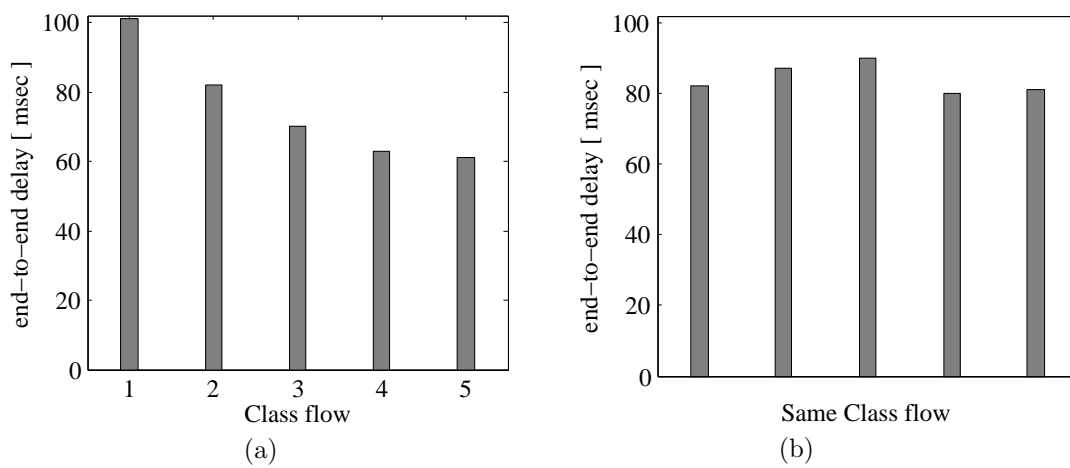 end−to−end delay [ msec ]
100
80
60
40
20
0
1 2 3 4 5
Class flow
(a)
end−to−end delay [ msec ]
100
80
60
40
20
0
Same Class flow
(b)